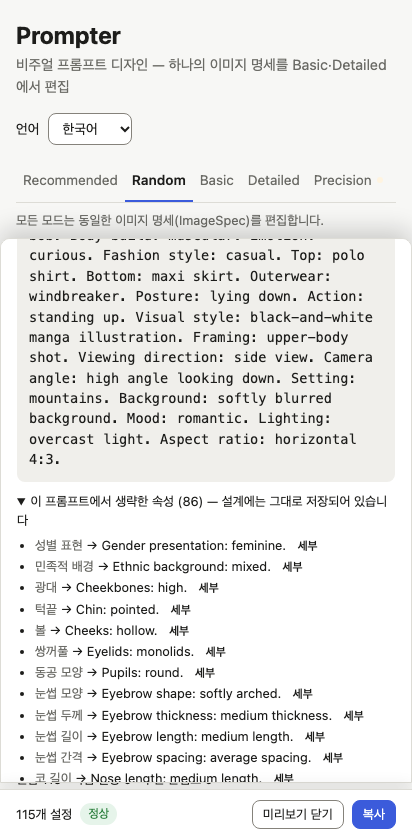 Prompter
비주얼 프롬프트 디자인 — 하나의 이미지 명세를 Basic·Detailed
에서 편집
언어 한국어
Recommended Random Basic Detailed Precision
모든 모드는 동일한 이미지 명세(ImageSpec)를 편집합니다.
curious. Fashion style: casual. Top: polo
shirt. Bottom: maxi skirt. Outerwear:
windbreaker. Posture: lying down. Action:
standing up. Visual style: black-and-white
manga illustration. Framing: upper-body
shot. Viewing direction: side view. Camera
angle: high angle looking down. Setting:
mountains. Background: softly blurred
background. Mood: romantic. Lighting:
overcast light. Aspect ratio: horizontal
4:3.
▼ 이 프롬프트에서 생략한 속성 (86) — 설계에는 그대로 저장되어 있습니
다
• 성별 표현 → Gender presentation: feminine. 세부
• 민족적 배경 → Ethnic background: mixed. 세부
• 광대 → Cheekbones: high. 세부
• 턱끝 → Chin: pointed. 세부
• 볼 → Cheeks: hollow. 세부
• 쌍꺼풀 → Eyelids: monolids. 세부
• 동공 모양 → Pupils: round. 세부
• 눈썹 모양 → Eyebrow shape: softly arched. 세부
• 눈썹 두께 → Eyebrow thickness: medium thickness. 세부
• 눈썹 길이 → Eyebrow length: medium length. 세부
• 눈썹 간격 → Eyebrow spacing: average spacing. 세부
• 코 길이 → Nose length: medium length. 세부
115개 설정 정상 미리보기 닫기 복사